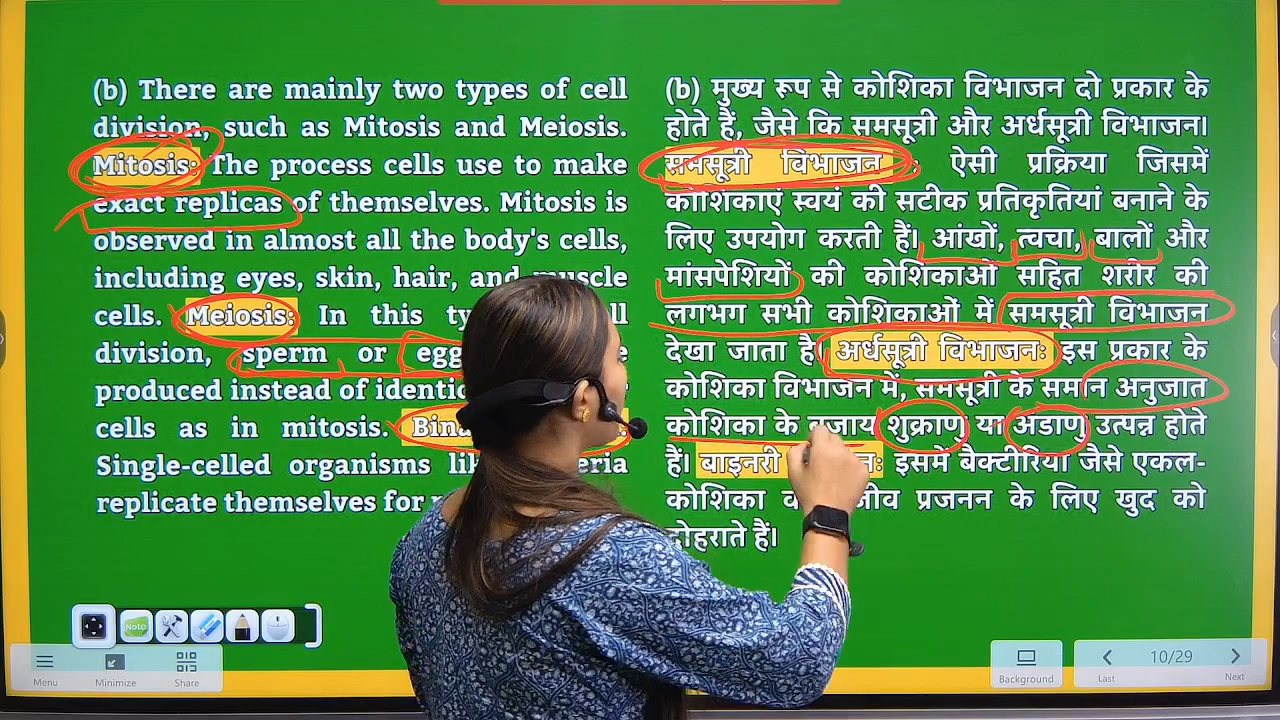 (b) There are mainly two types of cell
division, such as Mitosis and Meiosis.
Mitosis: The process cells use to make
exact replicas of themselves. Mitosis is
observed in almost all the body's cells,
including eyes, skin, hair, and muscle
cells. Meiosis: In this
division, sperm or egg
produced instead of
cells as in mitosis.
Single-celled organisms
replicate themselves for
(b) मुख्य रूप से कोशिका विभाजन दो प्रकार के
होते हैं, जैसे कि समसूत्री और अर्धसूत्री विभाजन।
समसूत्री विभाजन : ऐसी प्रक्रिया जिसमें
कोशिकाएं स्वयं की सटीक प्रतिकृतियां बनाने के
लिए उपयोग करती हैं। आंखों, त्वचा, बालों और
मांसपेशियों की कोशिकाओं सहित शरीर की
लगभग सभी कोशिकाओं में समसूत्री विभाजन
देखा जाता है। अर्धसूत्री विभाजनः इस प्रकार के
कोशिका विभाजन में, समसूत्री के समान अनुजात
कोशिका के बजाय शुक्राणु या अंडाणु उत्पन्न होते
हैं। बाइनरी इसमें बैक्टीरिया जैसे एकल-
कोशिका प्रजनन के लिए खुद को
दोहराते हैं।
Note
Menu
Minimize
Share
Background
Last
10/29
Next